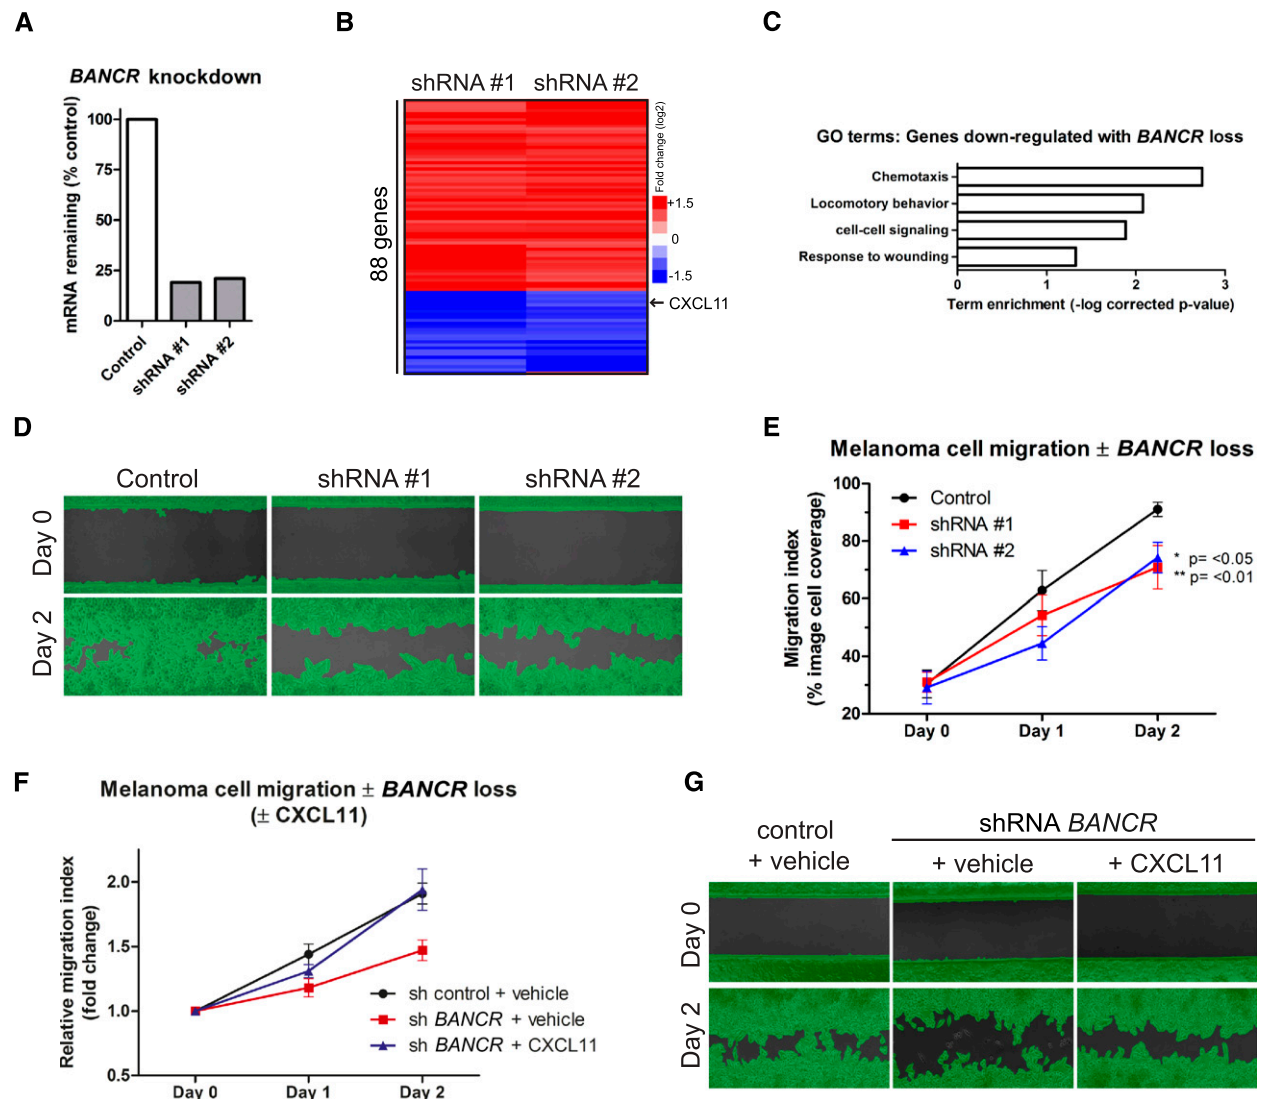 A
BANCR knockdown
mRNA remaining (% control)
100
75
50
25
0
Control
shRNA #1
shRNA #2
B
shRNA #1 shRNA #2
88 genes
Fold change (log2)
+1.5
0
-1.5
← CXCL11
C
GO terms: Genes down-regulated with BANCR loss
Chemotaxis
Locomotory behavior
cell-cell signaling
Response to wounding
0 1 2 3
Term enrichment (-log corrected p-value)
D
Control shRNA #1 shRNA #2
Day 0
Day 2
E
Melanoma cell migration ± BANCR loss
Migration index
(% image cell coverage)
100
80
60
40
20
Control
shRNA #1
shRNA #2
* p= <0.05
** p= <0.01
Day 0 Day 1 Day 2
F
Melanoma cell migration ± BANCR loss
(± CXCL11)
Relative migration index
(fold change)
2.0
1.5
1.0
0.5
sh control + vehicle
sh BANCR + vehicle
sh BANCR + CXCL11
Day 0 Day 1 Day 2
G
control
+ vehicle
shRNA BANCR
+ vehicle + CXCL11
Day 0
Day 2